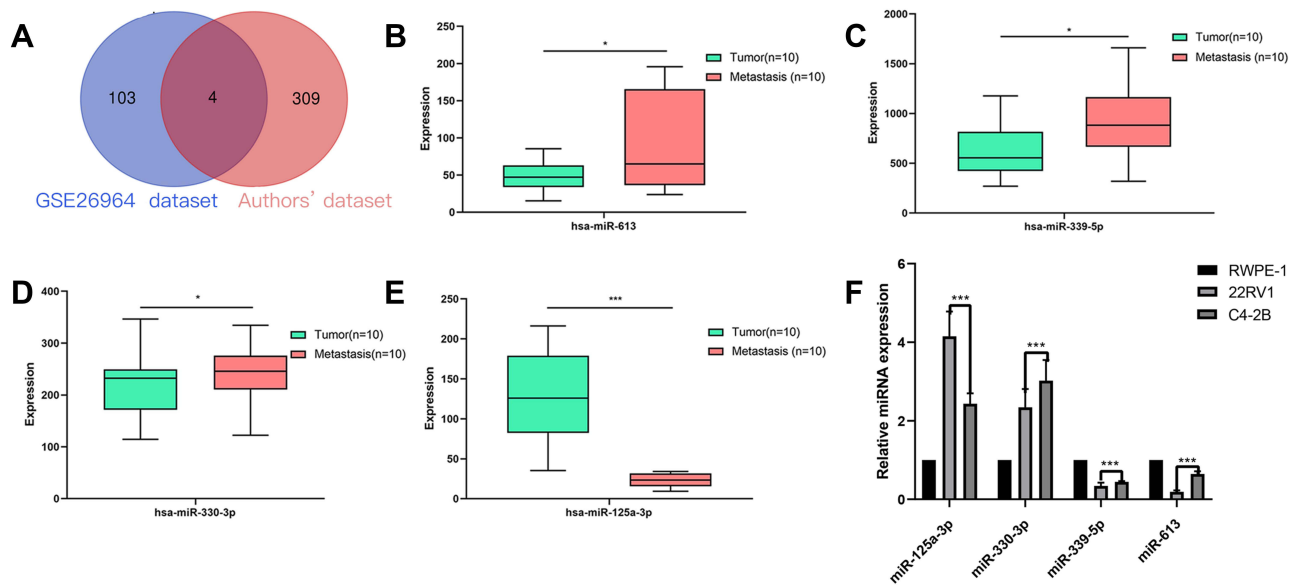 A
103
4
309
GSE26964 dataset
Authors' dataset
B
*
Tumor(n=10)
Metastasis (n=10)
Expression
250
200
150
100
50
0
hsa-miR-613
C
*
Tumor(n=10)
Metastasis (n=10)
Expression
2000
1500
1000
500
0
hsa-miR-339-5p
D
*
Tumor(n=10)
Metastasis(n=10)
Expression
400
300
200
100
0
hsa-miR-330-3p
E
***
Tumor(n=10)
Metastasis (n=10)
Expression
250
200
150
100
50
0
hsa-miR-125a-3p
F
RWPE-1
22RV1
C4-2B
Relative miRNA expression
6
4
2
0
***
***
***
***
miR-125a-3p
miR-330-3p
miR-339-5p
miR-613